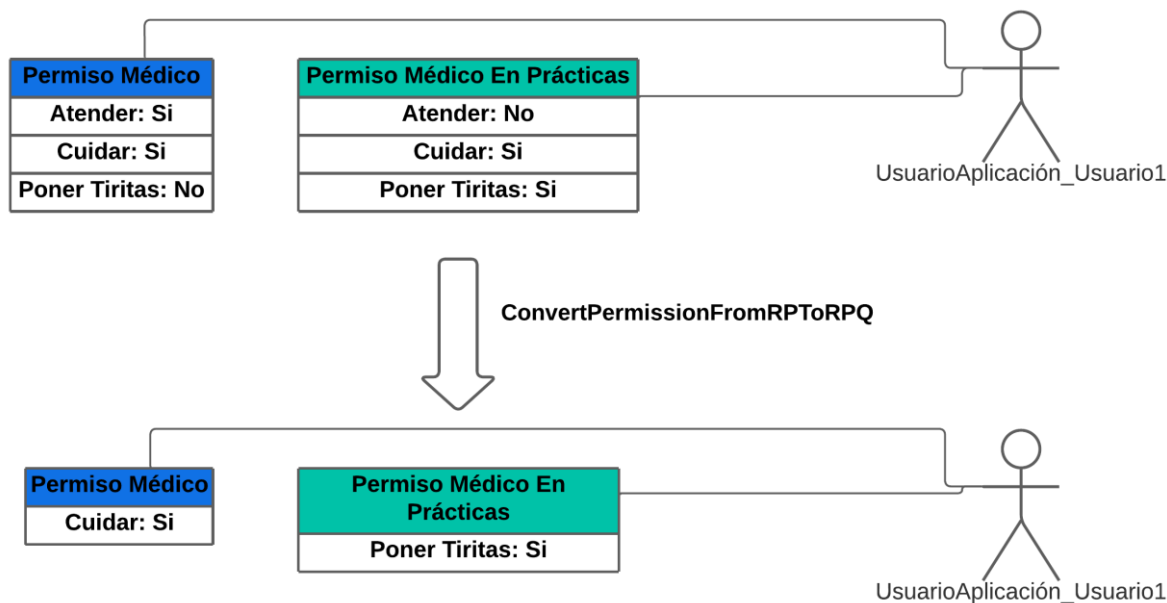 Permiso Médico
Atender: Si
Cuidar: Si
Poner Tiritas: No
Permiso Médico En Prácticas
Atender: No
Cuidar: Si
Poner Tiritas: Si
UsuarioAplicación_Usuario1
ConvertPermissionFromRPToRPQ
Permiso Médico
Cuidar: Si
Permiso Médico En
Prácticas
Poner Tiritas: Si
UsuarioAplicación_Usuario1